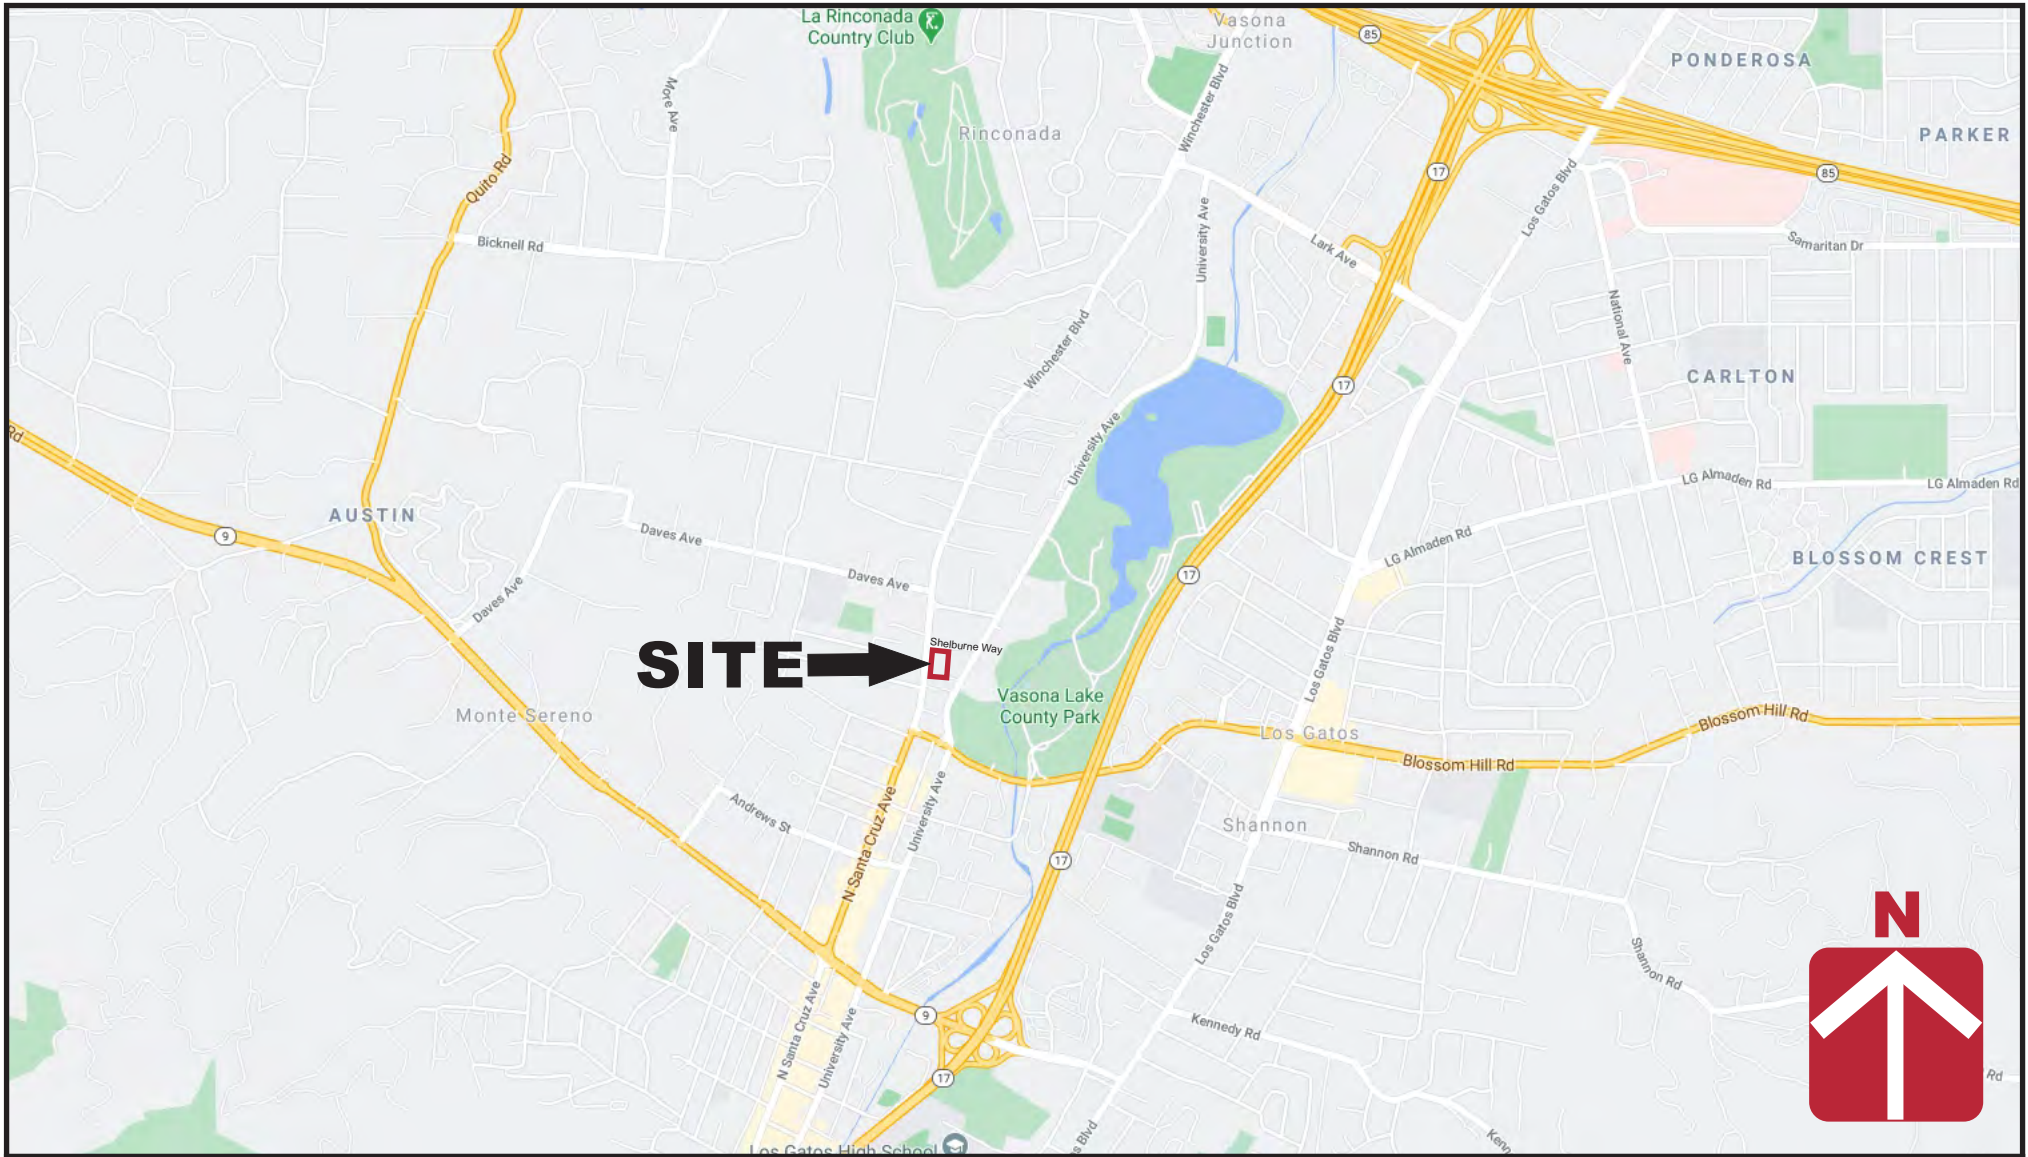 La Rinconada
Country Club
Vasona
Junction
85
PONDEROSA
More Ave
Winchester Blvd
Rinconada
PARKER
Quito Rd
17
85
Los Gatos Blvd
University Ave
Bicknell Rd
Lark Ave
Samaritan Dr
National Ave
Winchester Blvd
17
CARLTON
Rd
University Ave
LG Almaden Rd
LG Almaden Rd
AUSTIN
9
Daves Ave
LG Almaden Rd
BLOSSOM CREST
Daves Ave
17
Daves Ave
Shelburne Way
SITE
Los Gatos Blvd
Vasona Lake
County Park
Monte Sereno
Los Gatos
Blossom Hill Rd
Blossom Hill Rd
Andrews St
University Ave
N Santa Cruz Ave
Shannon
Shannon Rd
17
Los Gatos Blvd
N
Shannon Rd
9
N Santa Cruz Ave
University Ave
Kennedy Rd
17
Rd
s Blvd
Kenn
Los Gatos High School